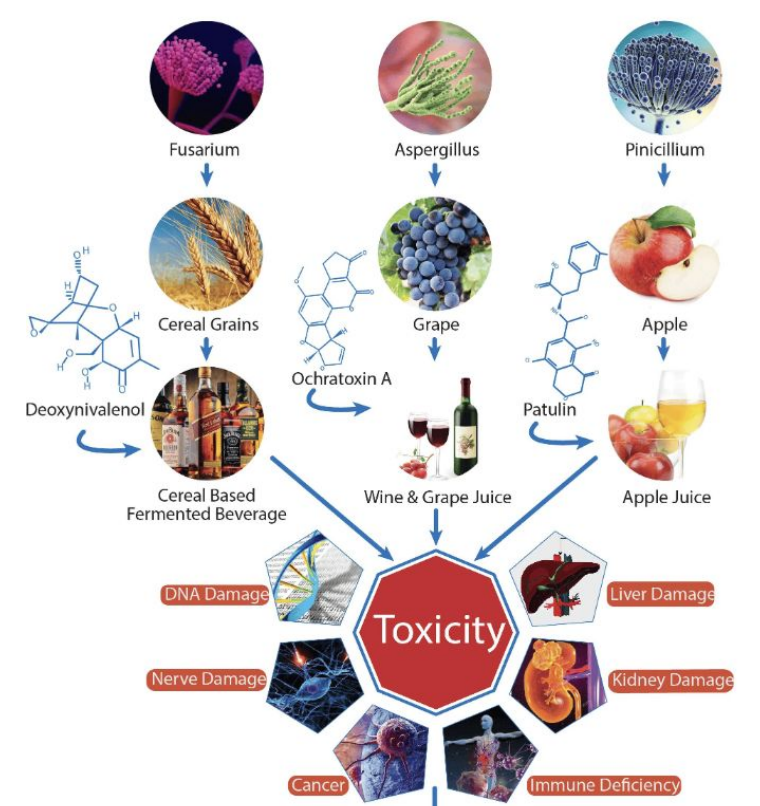 Fusarium
Aspergillus
Pinicillium
Cereal Grains
Grape
Apple
Deoxynivalenol
Ochratoxin A
Patulin
Cereal Based
Fermented Beverage
Wine & Grape Juice
Apple Juice
Toxicity
DNA Damage
Liver Damage
Nerve Damage
Kidney Damage
Cancer
Immune Deficiency